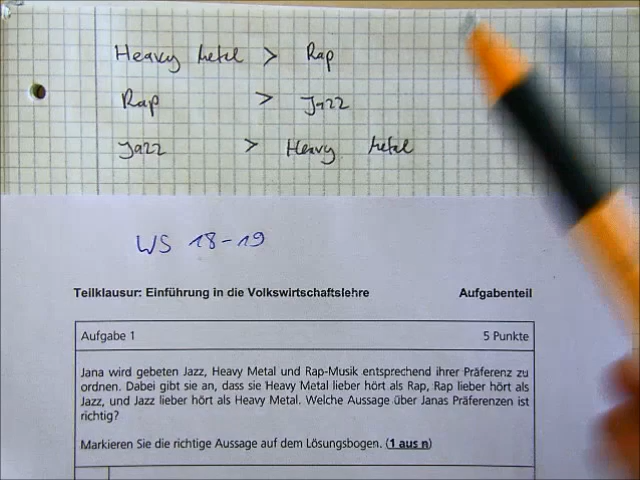 Heavy Metal > Rap
Rap > Jazz
Jazz > Heavy Metal
WS 18-19
Teilklausur: Einführung in die Volkswirtschaftslehre Aufgabenteil
Aufgabe 1 5 Punkte
Jana wird gebeten Jazz, Heavy Metal und Rap-Musik entsprechend ihrer Präferenz zu
ordnen. Dabei gibt sie an, dass sie Heavy Metal lieber hört als Rap, Rap lieber hört als
Jazz, und Jazz lieber hört als Heavy Metal. Welche Aussage über Janas Präferenzen ist
richtig?
Markieren Sie die richtige Aussage auf dem Lösungsbogen. (1 aus n)